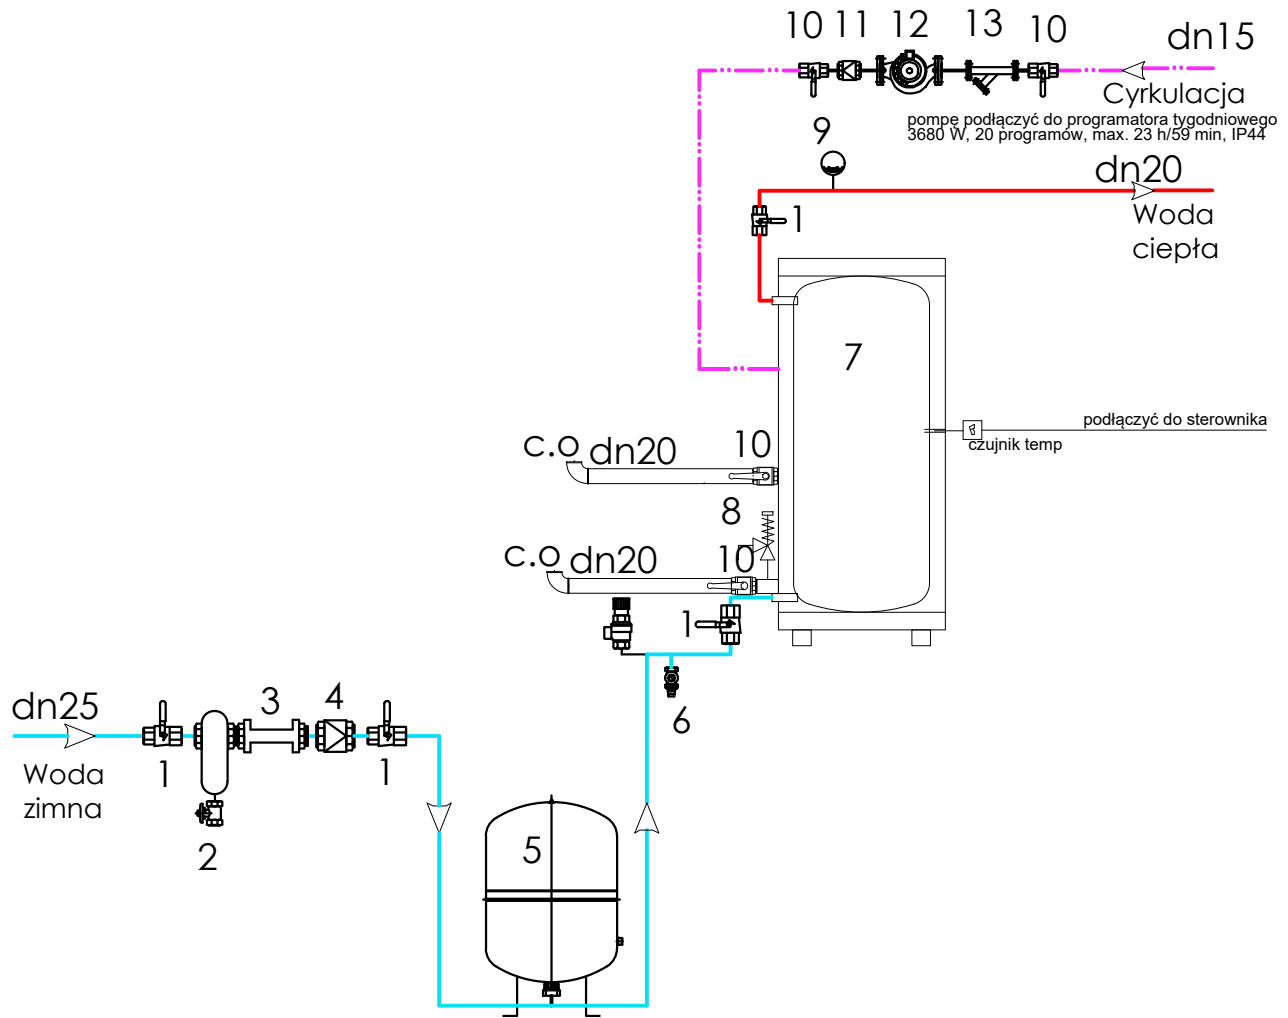 10 11 12 13 10 dn15
Cyrkulacja
pompę podłączyć do programatora tygodniowego
3680 W, 20 programów, max. 23 h/59 min, IP44
9
dn20
1
Woda
ciepła
7
podłączyć do sterownika
czujnik temp
c.o dn20 10
8
c.o dn20 10
1
6
dn25 3 4
1 1
Woda
zimna
2
5